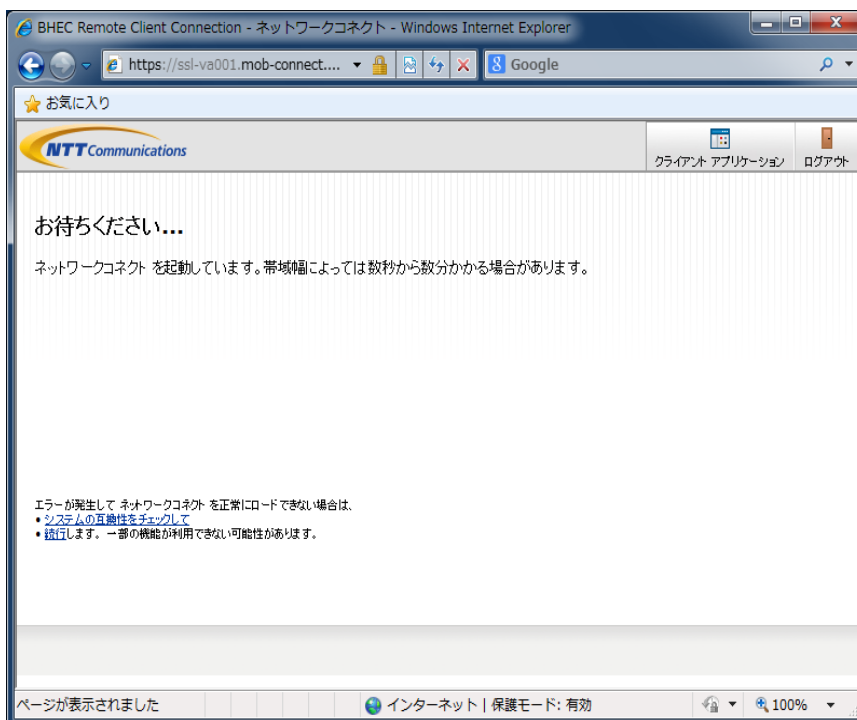 BHEC Remote Client Connection - ネットワークコネクト - Windows Internet Explorer
https://ssl-va001.mob-connect....
Google
お気に入り
NTT Communications
クライアント アプリケーション ログアウト
お待ちください...
ネットワークコネクト を起動しています。帯域幅によっては数秒から数分かかる場合があります。
エラーが発生して ネットワークコネクト を正常にロードできない場合は、
• システムの互換性をチェックして
• 続行します。一部の機能が利用できない可能性があります。
ページが表示されました インターネット | 保護モード: 有効 100%